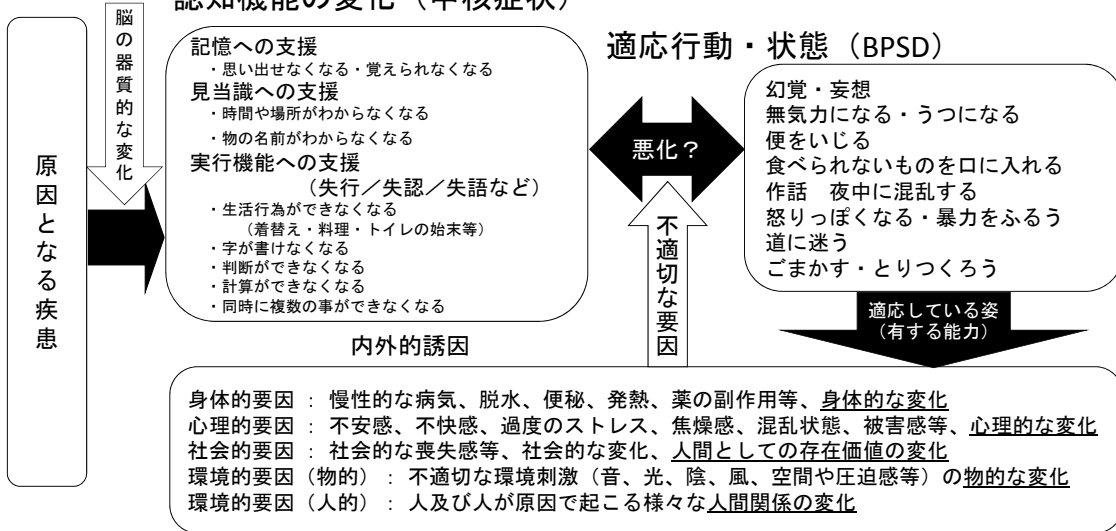 認知機能の変化（中核症状）
脳の器質的な変化
原因となる疾患
記憶への支援
・思い出せなくなる・覚えられなくなる
見当識への支援
・時間や場所がわからなくなる
・物の名前がわからなくなる
実行機能への支援
（失行／失認／失語など）
・生活行為ができなくなる
（着替え・料理・トイレの始末等）
・字が書けなくなる
・判断ができなくなる
・計算ができなくなる
・同時に複数の事ができなくなる
適応行動・状態（BPSD）
悪化？
不適切な要因
幻覚・妄想
無気力になる・うつになる
便をいじる
食べられないものを口に入れる
作話　夜中に混乱する
怒りっぽくなる・暴力をふるう
道に迷う
ごまかす・とりつくろう
適応している姿
（有する能力）
内外的誘因
身体的要因 ： 慢性的な病気、脱水、便秘、発熱、薬の副作用等、身体的な変化
心理的要因 ： 不安感、不快感、過度のストレス、焦燥感、混乱状態、被害感等、心理的な変化
社会的要因 ： 社会的な喪失感等、社会的な変化、人間としての存在価値の変化
環境的要因（物的） ： 不適切な環境刺激（音、光、陰、風、空間や圧迫感等）の物的な変化
環境的要因（人的） ： 人及び人が原因で起こる様々な人間関係の変化